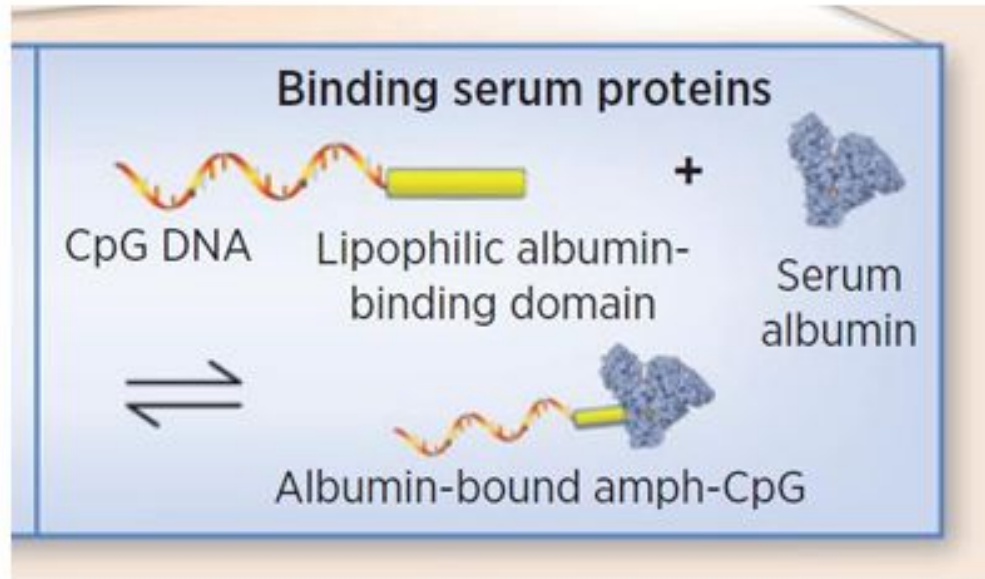 Binding serum proteins
+
CpG DNA
Lipophilic albumin-
binding domain
Serum
albumin
Albumin-bound amph-CpG